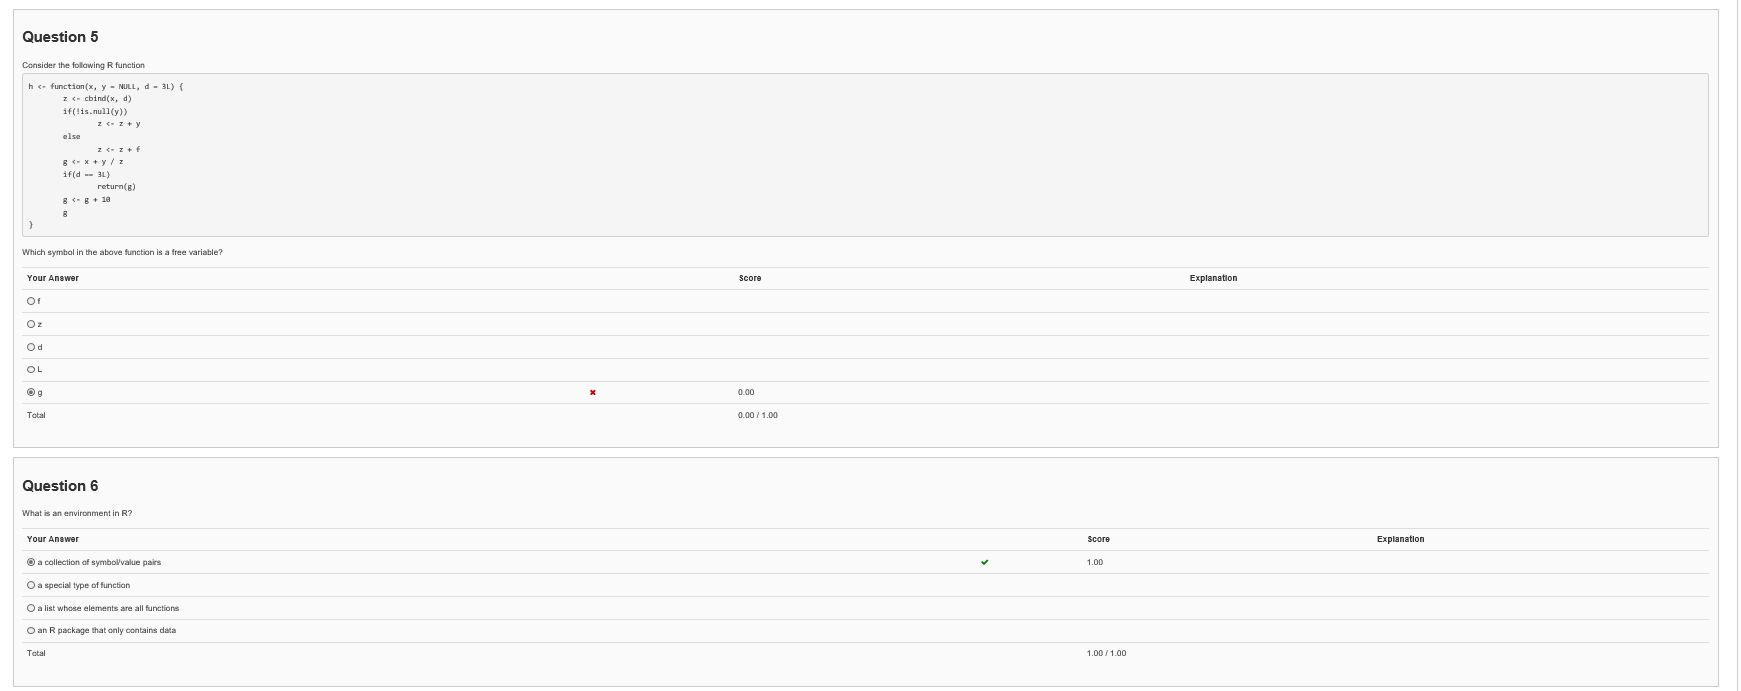 Question 5
Consider the following R function
h <- function(x, y = NULL, d = 3L) {
z <- cbind(x, d)
if(!is.null(y))
z <- z + y
else
z <- z + f
g <- x + y / z
if(d == 3L)
return(g)
g <- g + 10
g
}
Which symbol in the above function is a free variable?
Your Answer Score Explanation
f
z
d
L
g ✖ 0.00
Total 0.00 / 1.00
Question 6
What is an environment in R?
Your Answer Score Explanation
a collection of symbol/value pairs ✔ 1.00
a special type of function
a list whose elements are all functions
an R package that only contains data
Total 1.00 / 1.00